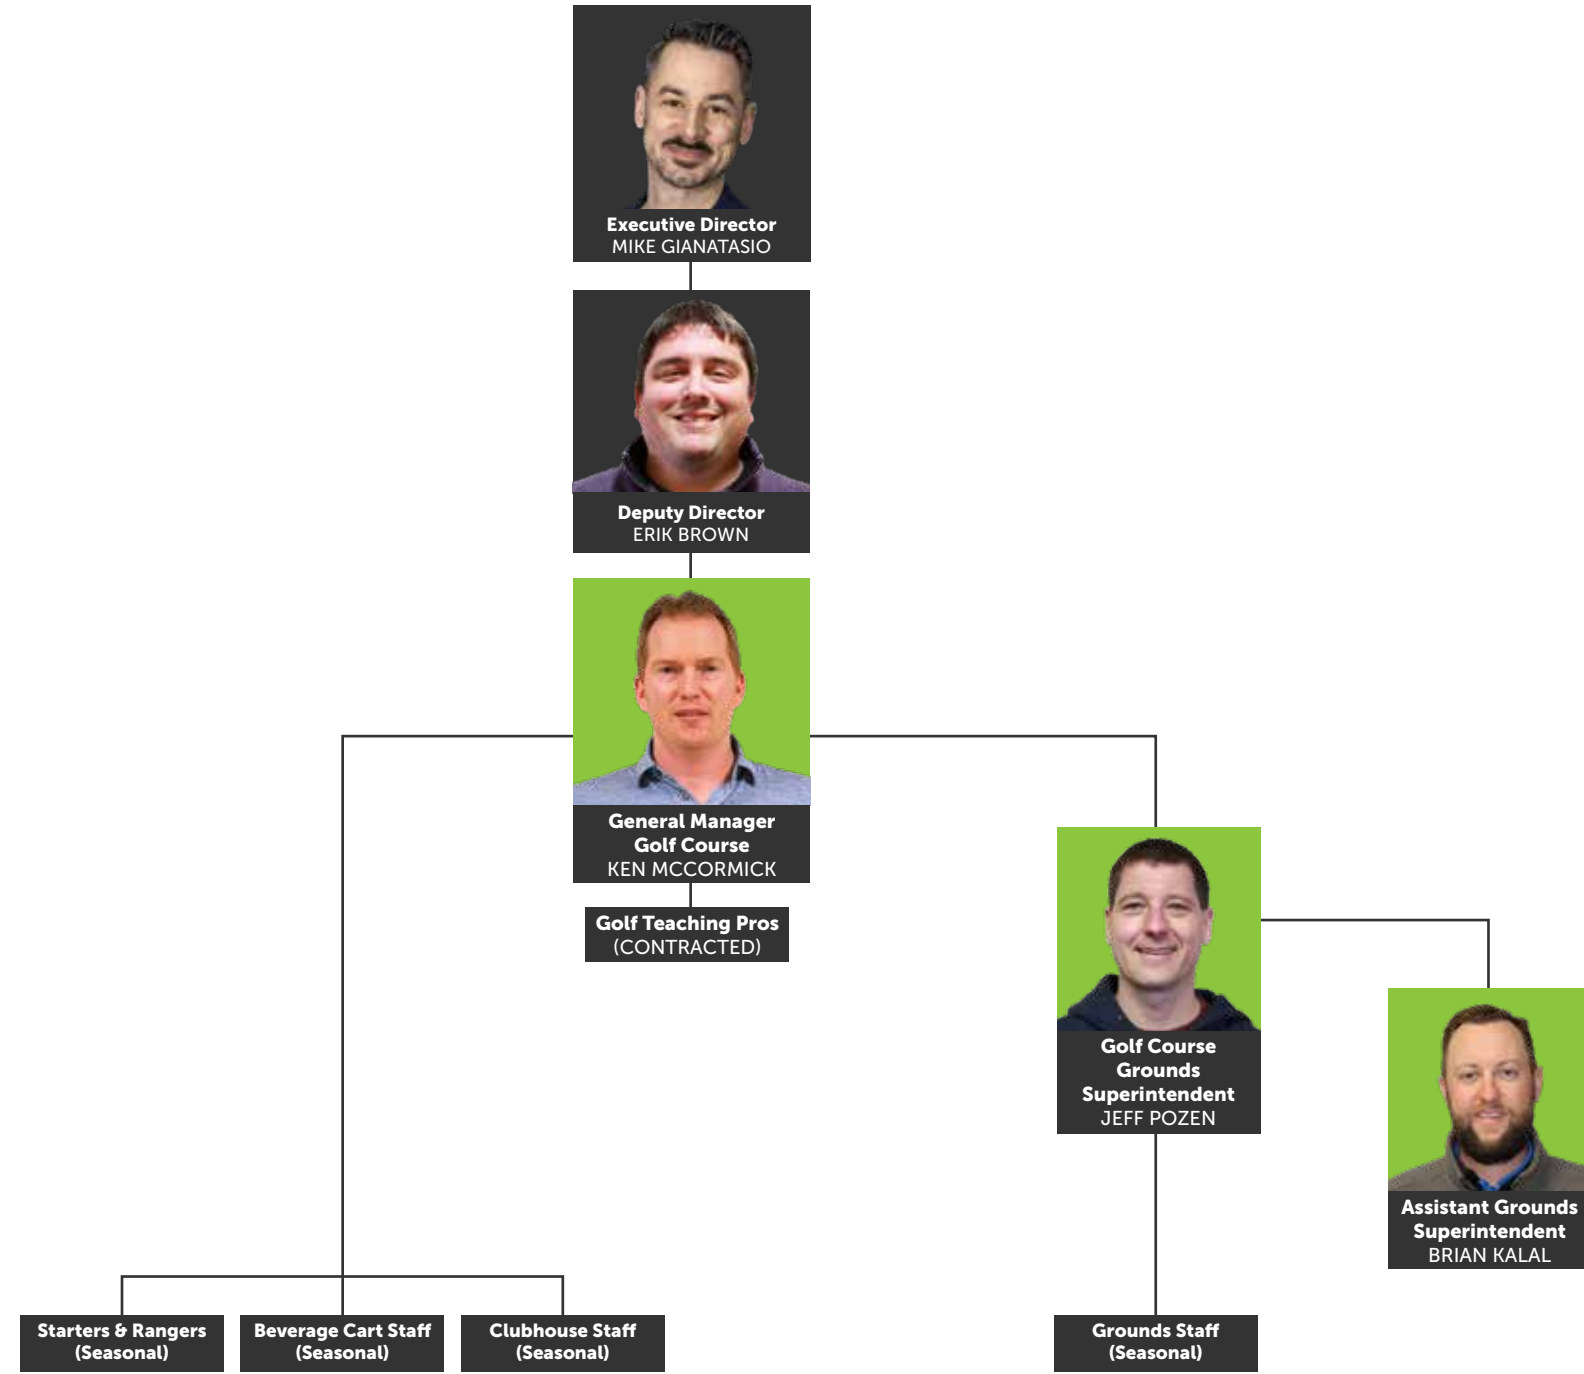 Executive Director
MIKE GIANATASIO
Deputy Director
ERIK BROWN
General Manager
Golf Course
KEN MCCORMICK
Golf Teaching Pros
(CONTRACTED)
Golf Course
Grounds
Superintendent
JEFF POZEN
Assistant Grounds
Superintendent
BRIAN KALAL
Starters & Rangers
(Seasonal)
Beverage Cart Staff
(Seasonal)
Clubhouse Staff
(Seasonal)
Grounds Staff
(Seasonal)